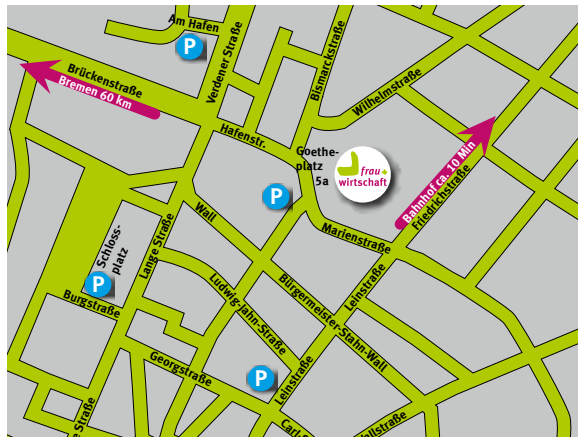 Am Hafen
P
Verdener Straße
Bismarckstraße
Brückenstraße
Bremen 60 km
Wilhelmstraße
Hafenstr.
Goethe-
platz
5a
frau+
wirtschaft
Bahnhof ca. 10 Min
Friedrichstraße
P
Wall
Marienstraße
Schloss-
platz
Lange Straße
P
Burgstraße
Ludwig-Jahn-Straße
Bürgermeister-Stahn-Wall
Leinstraße
Georgstraße
P
Leinstraße
e Straße
Carl-
llstraße